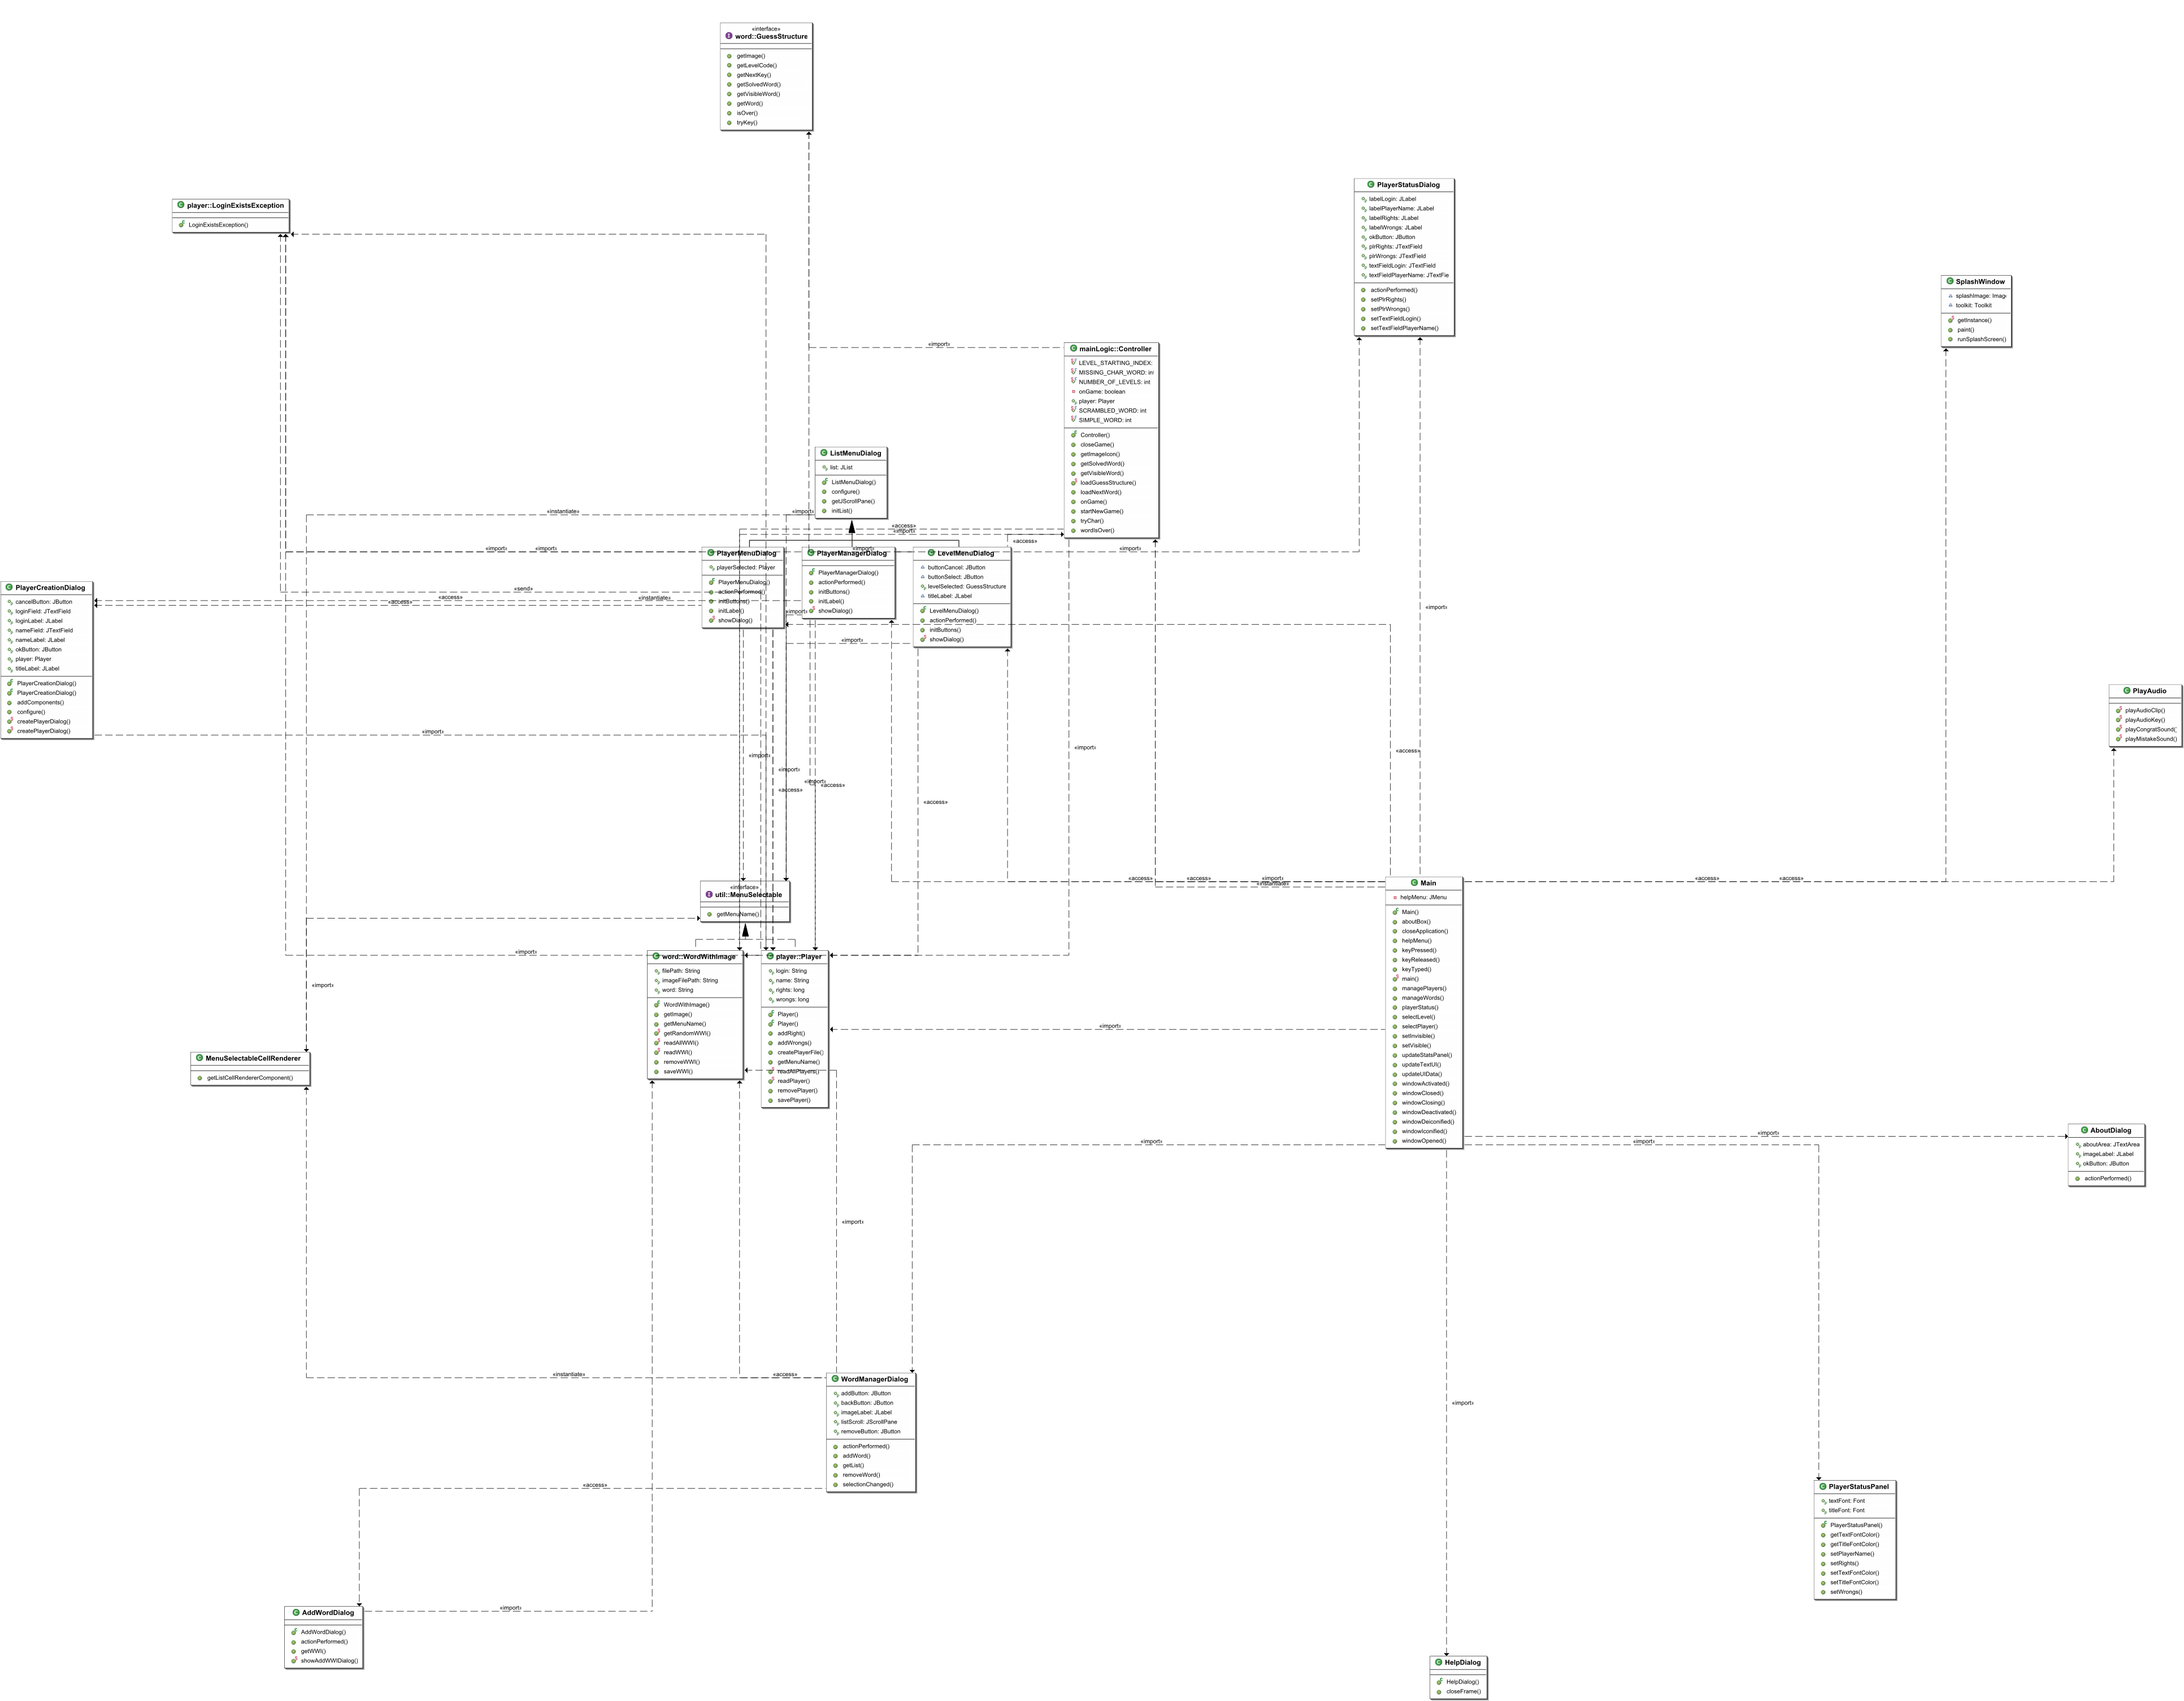 «interface»
word::GuessStructure
getImage()
getLevelCode()
getNextKey()
getSolvedWord()
getVisibleWord()
getWord()
isOver()
tryKey()
player::LoginExistsException
LoginExistsException()
PlayerStatusDialog
labelLogin: JLabel
labelPlayerName: JLabel
labelRights: JLabel
labelWrongs: JLabel
okButton: JButton
plrRights: JTextField
plrWrongs: JTextField
textFieldLogin: JTextField
textFieldPlayerName: JTextFie
actionPerformed()
setPlrRights()
setPlrWrongs()
setTextFieldLogin()
setTextFieldPlayerName()
SplashWindow
splashImage: Imag
toolkit: Toolkit
getInstance()
paint()
runSplashScreen()
«import»
mainLogic::Controller
LEVEL_STARTING_INDEX:
MISSING_CHAR_WORD: int
NUMBER_OF_LEVELS: int
onGame: boolean
player: Player
SCRAMBLED_WORD: int
SIMPLE_WORD: int
Controller()
closeGame()
getImageIcon()
getSolvedWord()
getVisibleWord()
loadGuessStructure()
loadNextWord()
onGame()
startNewGame()
tryChar()
wordIsOver()
ListMenuDialog
list: JList
ListMenuDialog()
configure()
getJScrollPane()
initList()
«instantiate»
«import»
«access»
«import»
«access»
«import»
«import»
«import»
«import»
PlayerMenuDialog
playerSelected: Player
PlayerMenuDialog()
actionPerformed()
initButtons()
initLabel()
showDialog()
PlayerManagerDialog
PlayerManagerDialog()
actionPerformed()
initButtons()
initLabel()
showDialog()
LevelMenuDialog
buttonCancel: JButton
buttonSelect: JButton
levelSelected: GuessStructure
titleLabel: JLabel
LevelMenuDialog()
actionPerformed()
initButtons()
showDialog()
PlayerCreationDialog
cancelButton: JButton
loginField: JTextField
loginLabel: JLabel
nameField: JTextField
nameLabel: JLabel
okButton: JButton
player: Player
titleLabel: JLabel
PlayerCreationDialog()
PlayerCreationDialog()
addComponents()
configure()
createPlayerDialog()
createPlayerDialog()
«send»
«access»
«instantiate»
«access»
«import»
«import»
«import»
«import»
PlayAudio
playAudioClip()
playAudioKey()
playCongratSound()
playMistakeSound()
«import»
«import»
«import»
«access»
«import»
«import»
«access»
«access»
«access»
«access»
«access»
«import»
«instantiate»
«access»
«access»
«interface»
util::MenuSelectable
getMenuName()
Main
helpMenu: JMenu
Main()
aboutBox()
closeApplication()
helpMenu()
keyPressed()
keyReleased()
keyTyped()
main()
managePlayers()
manageWords()
playerStatus()
selectLevel()
selectPlayer()
setInvisible()
setVisible()
updateStatsPanel()
updateTextUI()
updateUIData()
windowActivated()
windowClosed()
windowClosing()
windowDeactivated()
windowDeiconified()
windowIconified()
windowOpened()
«import»
«import»
word::WordWithImage
filePath: String
imageFilePath: String
word: String
WordWithImage()
getImage()
getMenuName()
getRandomWWI()
readAllWWI()
readWWI()
removeWWI()
saveWWI()
player::Player
login: String
name: String
rights: long
wrongs: long
Player()
Player()
addRight()
addWrongs()
createPlayerFile()
getMenuName()
readAllPlayers()
readPlayer()
removePlayer()
savePlayer()
«import»
MenuSelectableCellRenderer
getListCellRendererComponent()
«import»
«import»
«import»
AboutDialog
aboutArea: JTextArea
imageLabel: JLabel
okButton: JButton
actionPerformed()
«import»
«instantiate»
«access»
WordManagerDialog
addButton: JButton
backButton: JButton
imageLabel: JLabel
listScroll: JScrollPane
removeButton: JButton
actionPerformed()
addWord()
getList()
removeWord()
selectionChanged()
«import»
«access»
PlayerStatusPanel
textFont: Font
titleFont: Font
PlayerStatusPanel()
getTextFontColor()
getTitleFontColor()
setPlayerName()
setRights()
setTextFontColor()
setTitleFontColor()
setWrongs()
AddWordDialog
AddWordDialog()
actionPerformed()
getWWI()
showAddWWIDialog()
«import»
HelpDialog
HelpDialog()
closeFrame()